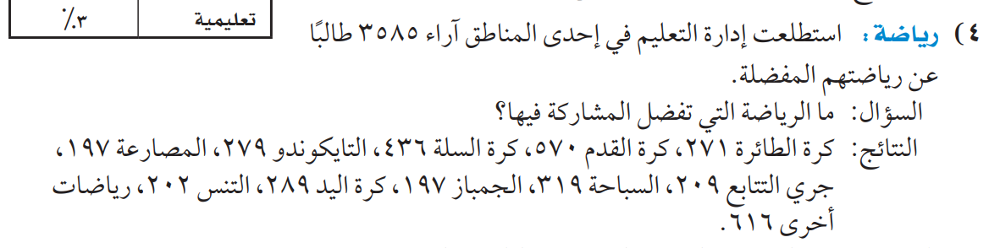 تعليمية ٣٪
٤) رياضة: استطلعت إدارة التعليم في إحدى المناطق آراء ٣٥٨٥ طالبًا
عن رياضتهم المفضلة.
السؤال: ما الرياضة التي تفضل المشاركة فيها؟
النتائج: كرة الطائرة ٢٧١، كرة القدم ٥٧٠، كرة السلة ٤٣٦، التايكوندو ٢٧٩، المصارعة ١٩٧،
جري التتابع ٢٠٩، السباحة ٣١٩، الجمباز ١٩٧، كرة اليد ٢٨٩، التنس ٢٠٢، رياضات
أخرى ٦١٦.